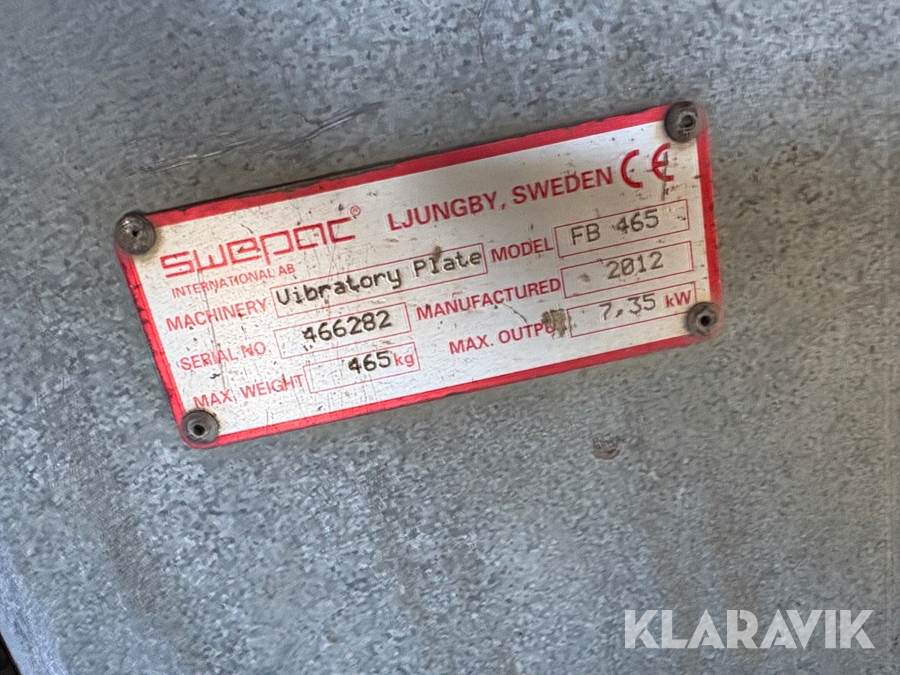 swepac® LJUNGBY, SWEDEN CE
INTERNATIONAL AB
MACHINERY Vibratory Plate MODEL FB 465
SERIAL NO. 466282 MANUFACTURED 2012
MAX. WEIGHT 465 kg MAX. OUTPUT 7,35 kW
KLARAVIK